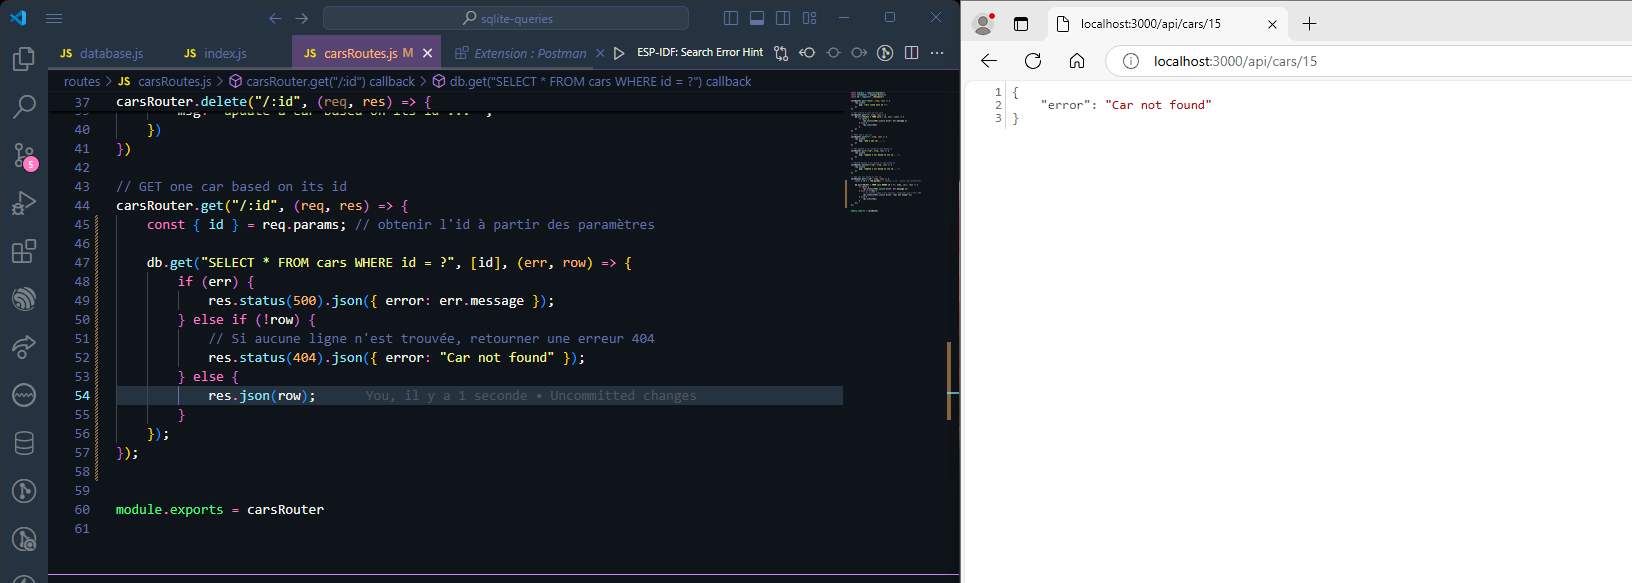 sqlite-queries
JS database.js
JS index.js
JS carsRoutes.js M
Extension : Postman
ESP-IDF: Search Error Hint
routes > JS carsRoutes.js > carsRouter.get("/:id") callback > db.get("SELECT * FROM cars WHERE id = ?") callback
37 carsRouter.delete("/:id", (req, res) => {
40 })
41 })
42
43 // GET one car based on its id
44 carsRouter.get("/:id", (req, res) => {
45 const { id } = req.params; // obtenir l'id à partir des paramètres
46
47 db.get("SELECT * FROM cars WHERE id = ?", [id], (err, row) => {
48 if (err) {
49 res.status(500).json({ error: err.message });
50 } else if (!row) {
51 // Si aucune ligne n'est trouvée, retourner une erreur 404
52 res.status(404).json({ error: "Car not found" });
53 } else {
54 res.json(row); You, il y a 1 seconde • Uncommitted changes
55 }
56 });
57 });
58
59
60 module.exports = carsRouter
61
5
localhost:3000/api/cars/15
localhost:3000/api/cars/15
1 {
2 "error": "Car not found"
3 }